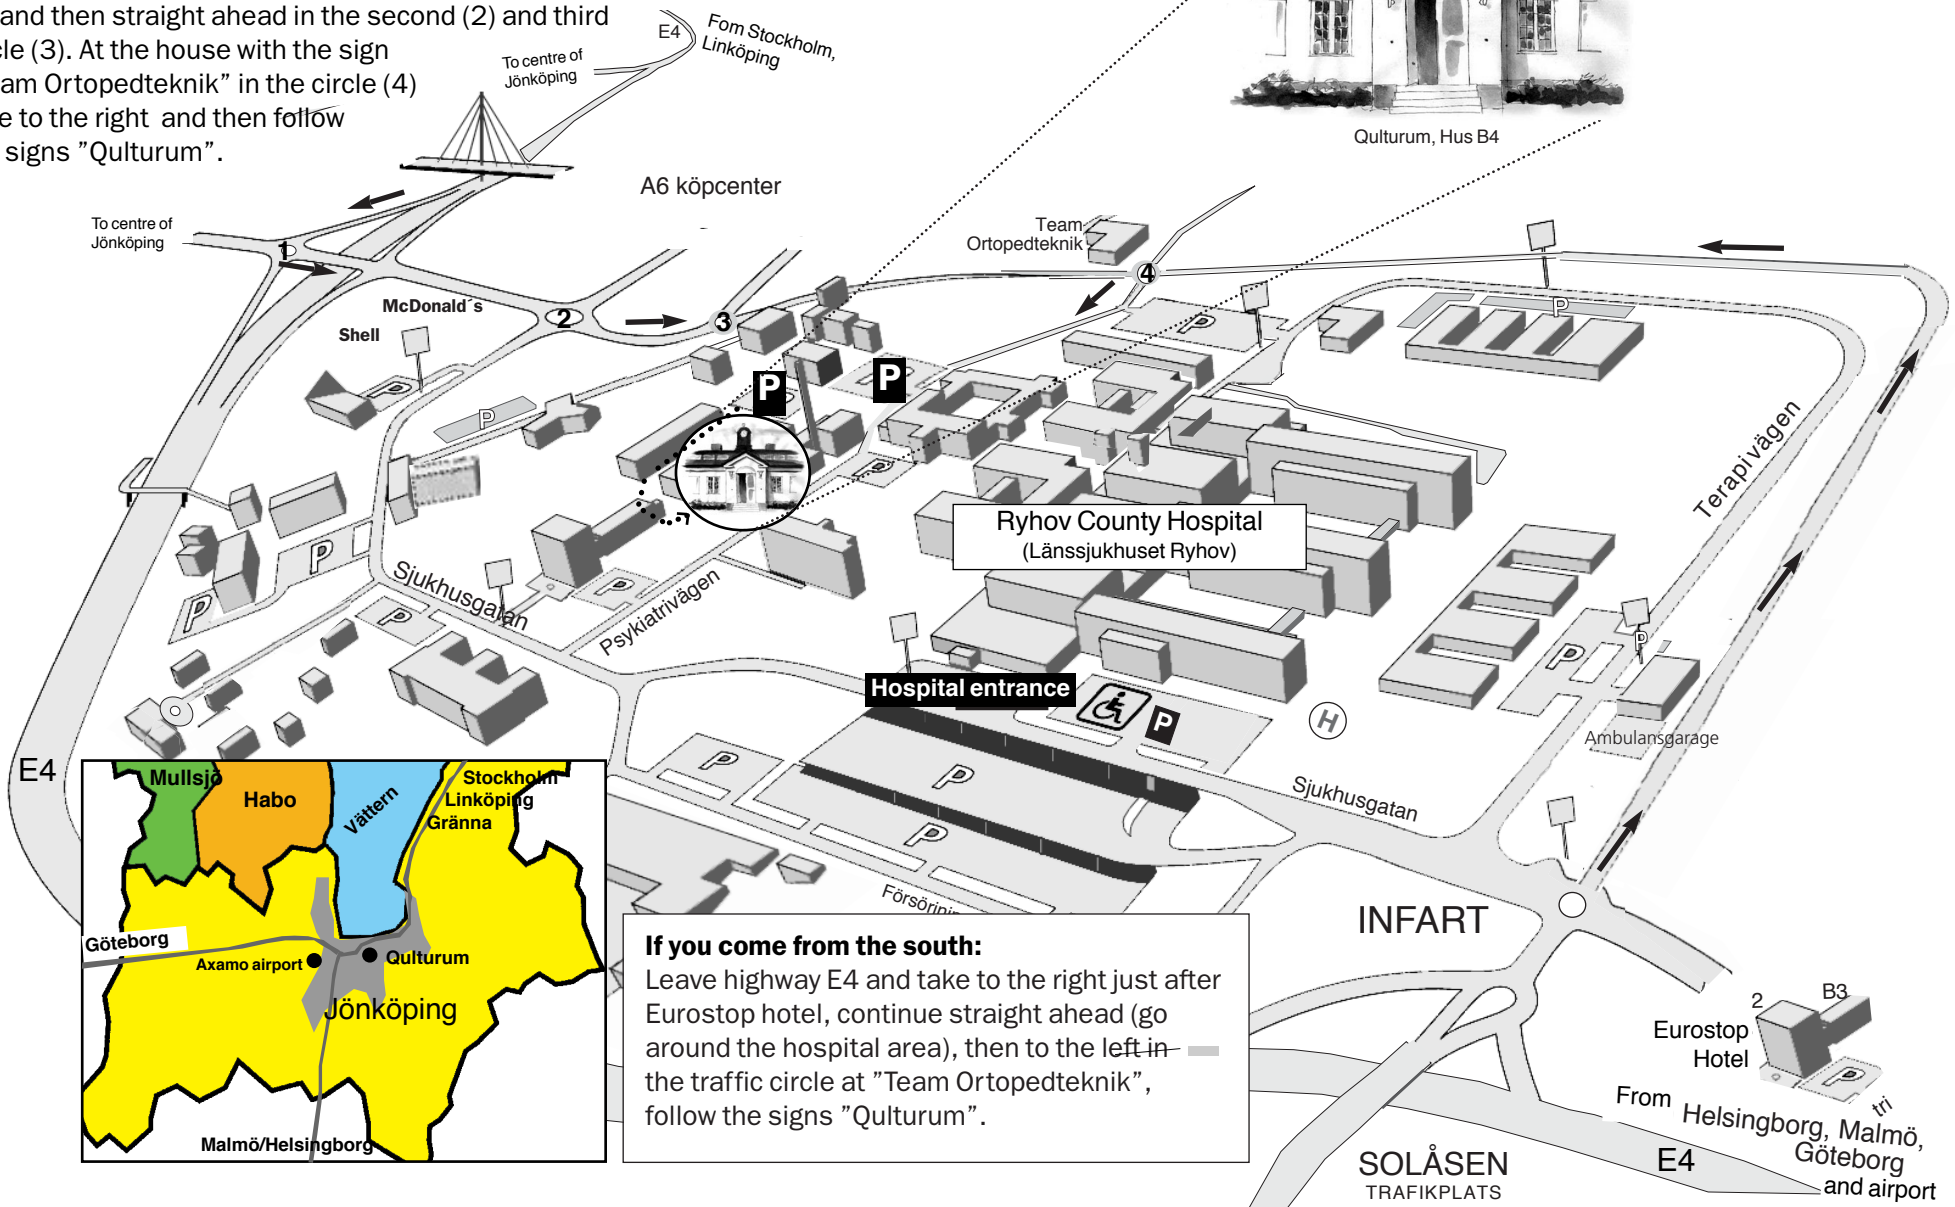 and then straight ahead in the second (2) and third
le (3). At the house with the sign
am Ortopedteknik” in the circle (4)
e to the right and then follow
signs ”Qulturum”.
E4
Fom Stockholm,
Linköping
To centre of
Jönköping
Qulturum, Hus B4
A6 köpcenter
To centre of
Jönköping
Team
Ortopedteknik
1
2
3
4
McDonald´s
Shell
P
P
P
P
P
P
P
P
P
P
P
P
P
Terapivägen
Ryhov County Hospital
(Länssjukhuset Ryhov)
Sjukhusgatan
Psykiatrivägen
Hospital entrance
P
P
P
H
Ambulansgarage
E4
P
P
P
Sjukhusgatan
INFART
Mullsjö
Habo
Vättern
Stockholm
Linköping
Gränna
Göteborg
Axamo airport
Qulturum
Jönköping
Malmö/Helsingborg
If you come from the south:
Leave highway E4 and take to the right just after
Eurostop hotel, continue straight ahead (go
around the hospital area), then to the left in
the traffic circle at ”Team Ortopedteknik”,
follow the signs ”Qulturum”.
2
B3
Eurostop
Hotel
P
tri
From
Helsingborg, Malmö,
Göteborg
and airport
E4
SOLÅSEN
TRAFIKPLATS